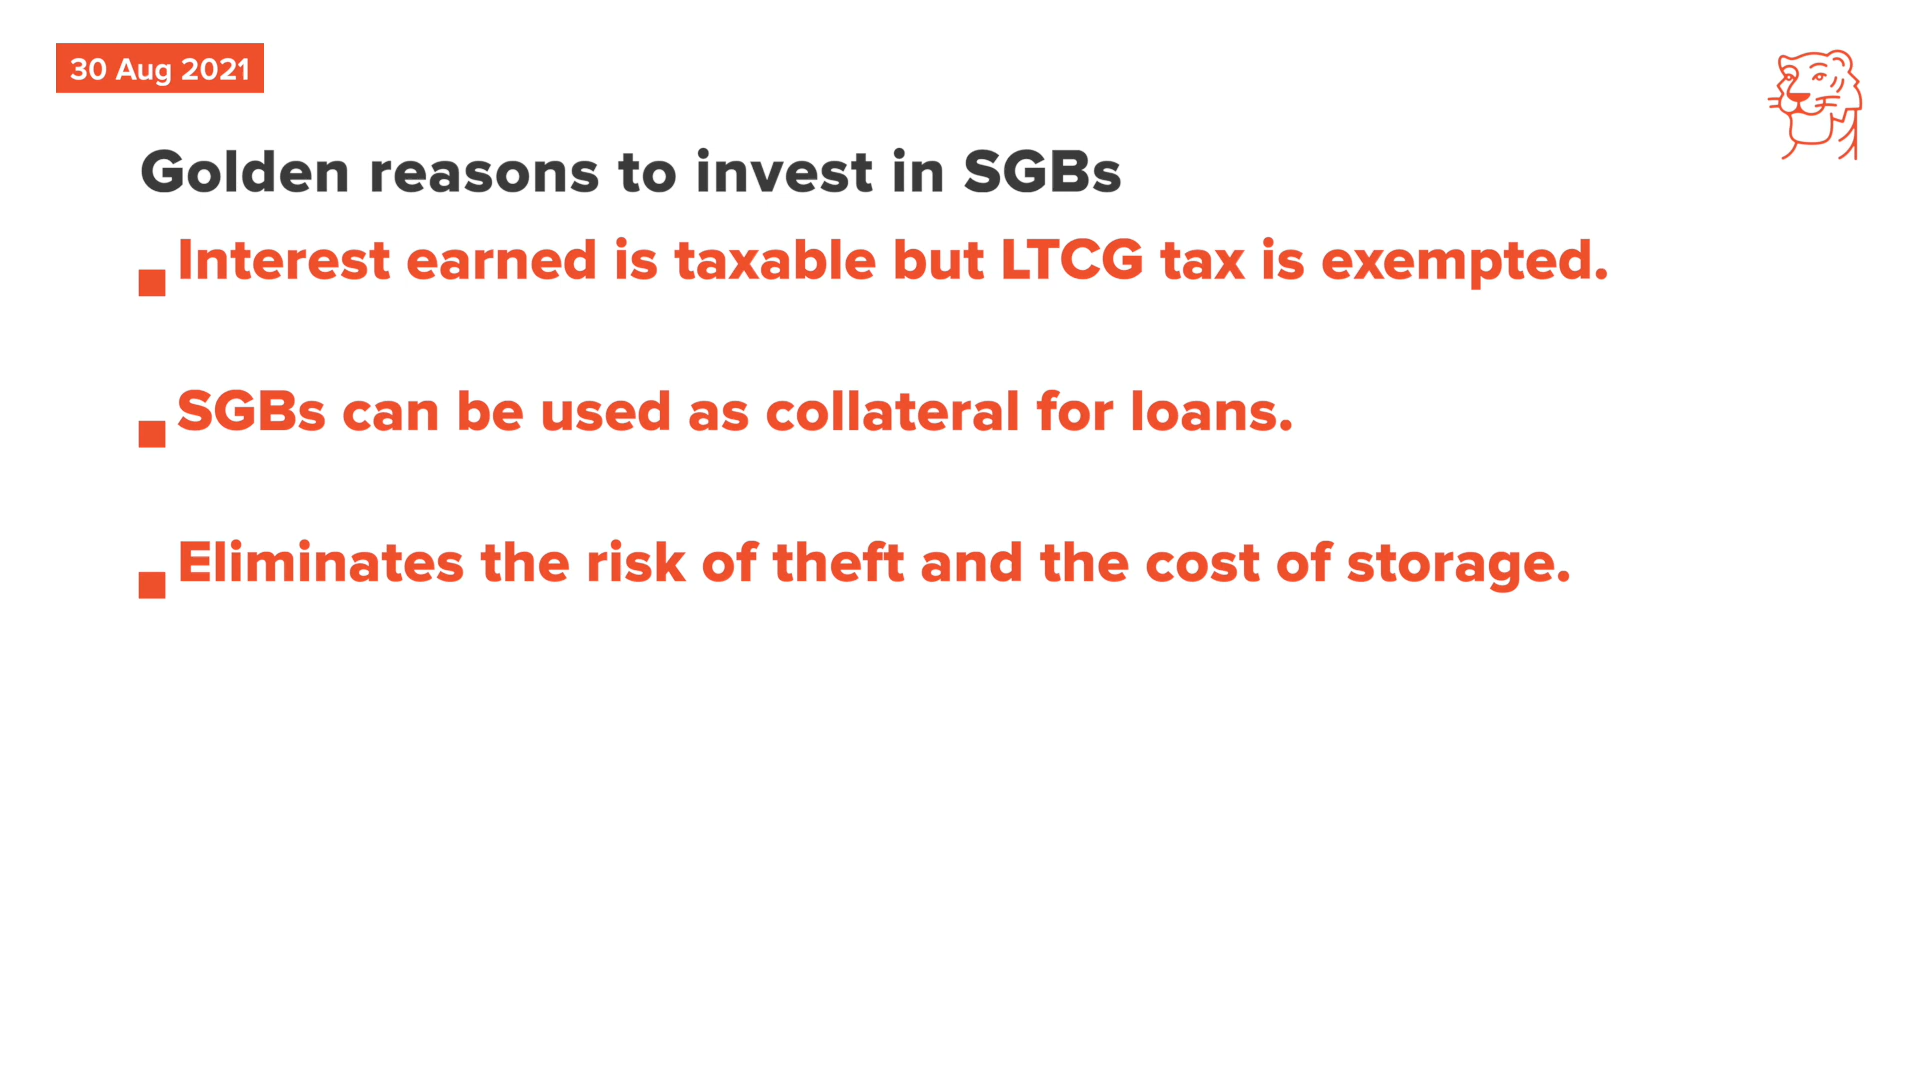 30 Aug 2021
Golden reasons to invest in SGBs
Interest earned is taxable but LTCG tax is exempted.
SGBs can be used as collateral for loans.
Eliminates the risk of theft and the cost of storage.